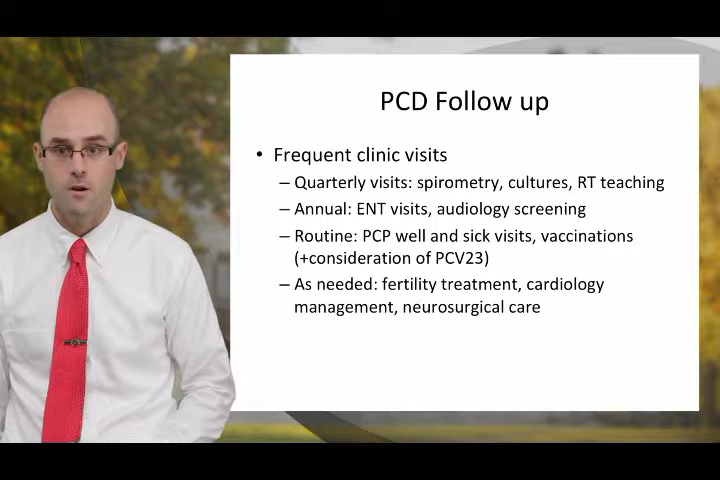 PCD Follow up
• Frequent clinic visits
– Quarterly visits: spirometry, cultures, RT teaching
– Annual: ENT visits, audiology screening
– Routine: PCP well and sick visits, vaccinations
(+consideration of PCV23)
– As needed: fertility treatment, cardiology
management, neurosurgical care